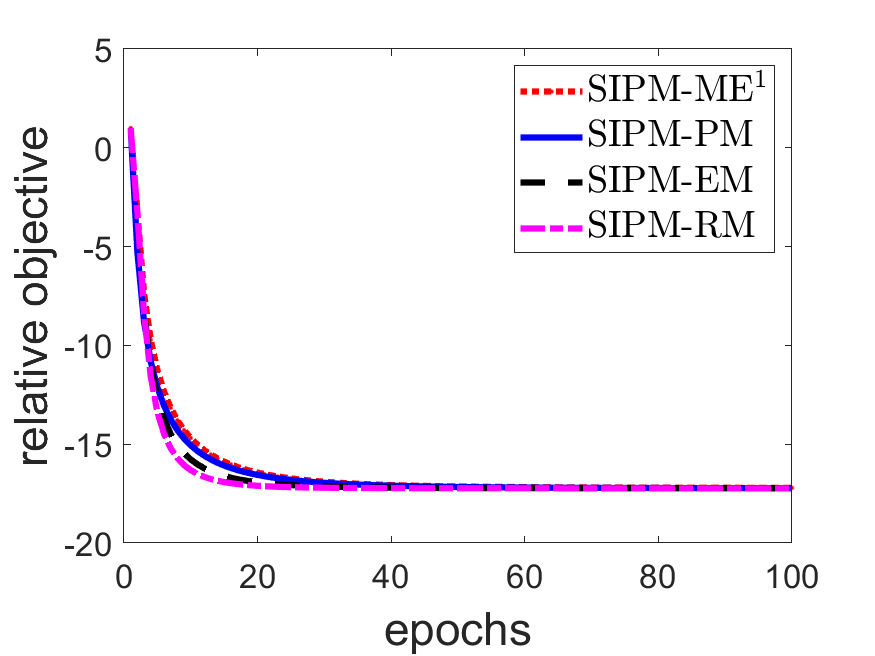 5
0
-5
-10
-15
-20
0 20 40 60 80 100
relative objective
epochs
SIPM-ME¹
SIPM-PM
SIPM-EM
SIPM-RM